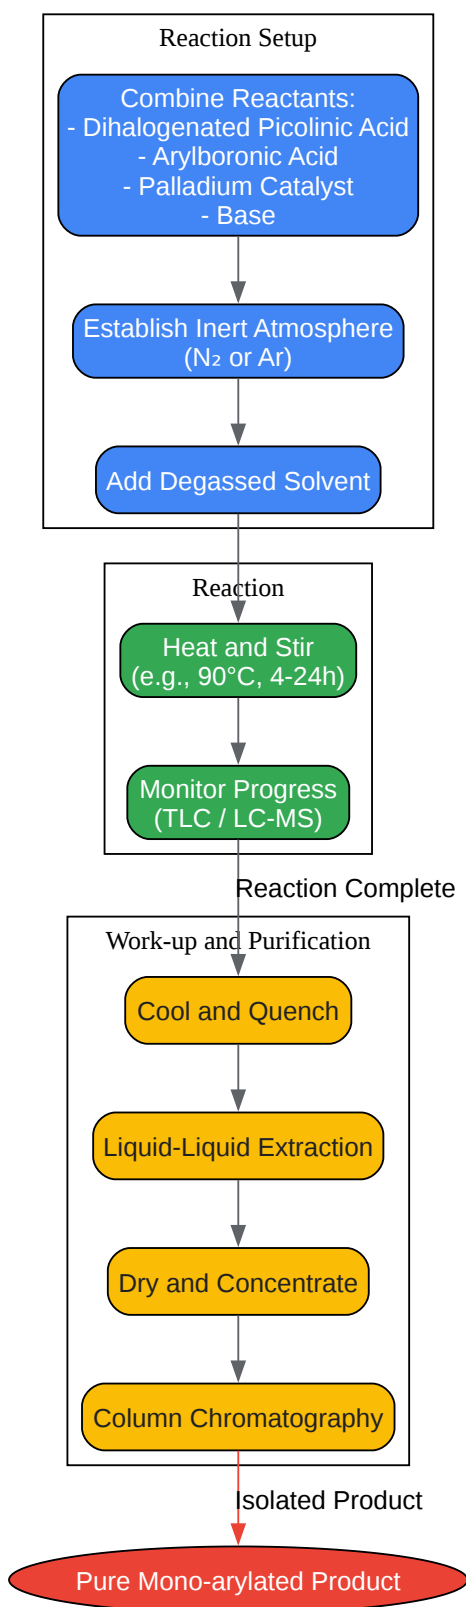 Reaction Setup
Combine Reactants:
- Dihalogenated Picolinic Acid
- Arylboronic Acid
- Palladium Catalyst
- Base
Establish Inert Atmosphere
(N₂ or Ar)
Add Degassed Solvent
Reaction
Heat and Stir
(e.g., 90°C, 4-24h)
Monitor Progress
(TLC / LC-MS)
Reaction Complete
Work-up and Purification
Cool and Quench
Liquid-Liquid Extraction
Dry and Concentrate
Column Chromatography
Isolated Product
Pure Mono-arylated Product